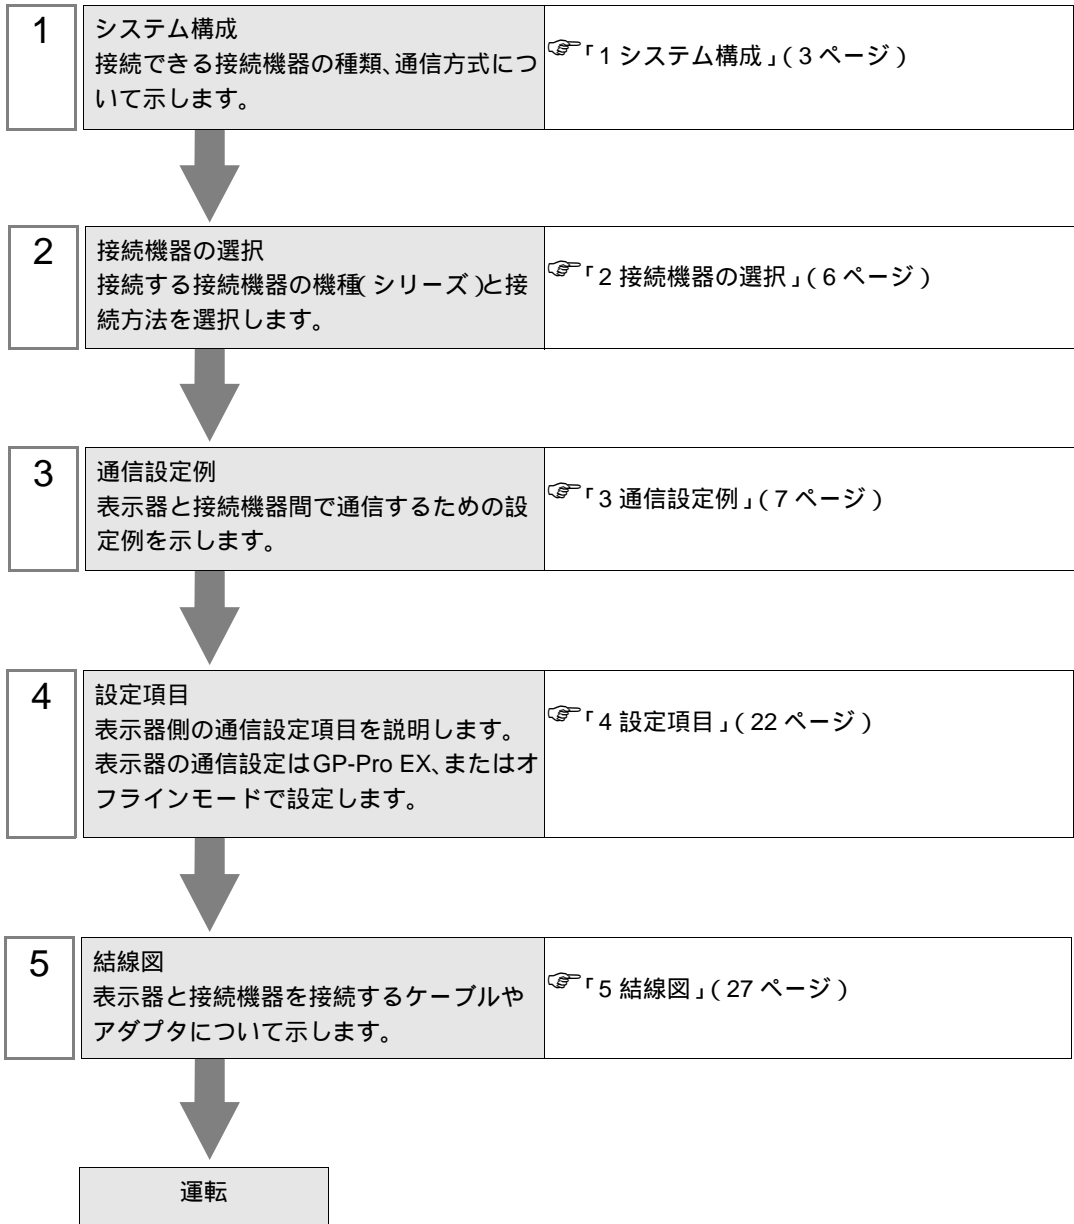 1
システム構成
接続できる接続機器の種類、通信方式につ
いて示します。
☞「1 システム構成」( 3 ページ )
2
接続機器の選択
接続する接続機器の機種( シリーズ )と接
続方法を選択します。
☞「2 接続機器の選択」( 6 ページ )
3
通信設定例
表示器と接続機器間で通信するための設
定例を示します。
☞「3 通信設定例」( 7 ページ )
4
設定項目
表示器側の通信設定項目を説明します。
表示器の通信設定はGP-Pro EX、またはオ
フラインモードで設定します。
☞「4 設定項目」( 22 ページ )
5
結線図
表示器と接続機器を接続するケーブルや
アダプタについて示します。
☞「5 結線図」( 27 ページ )
運転